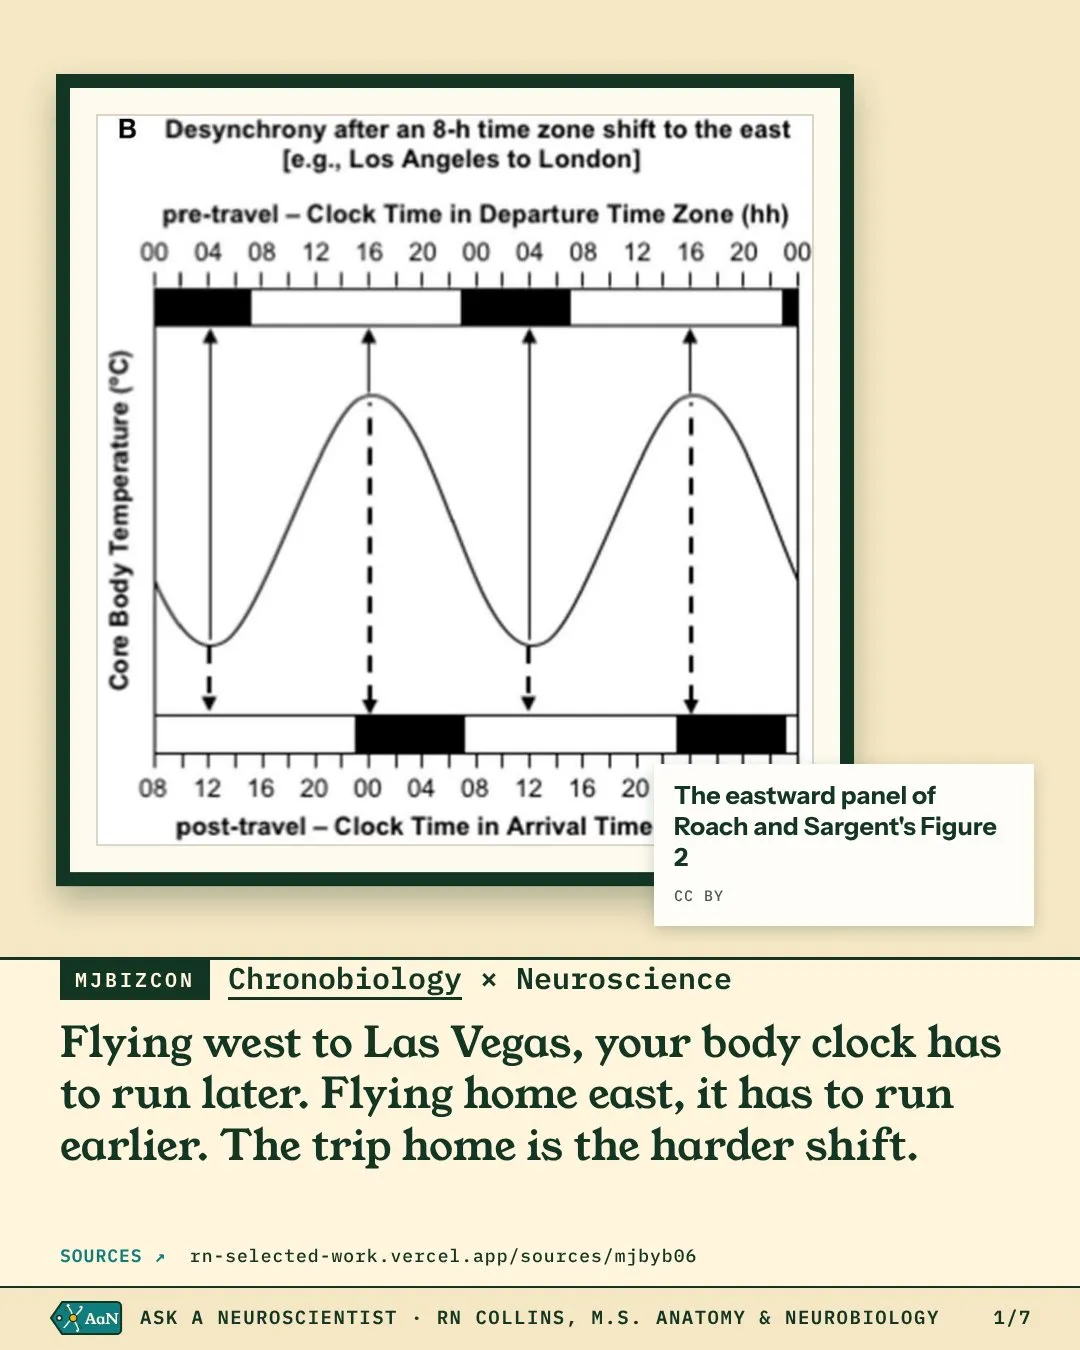 B Desynchrony after an 8-h time zone shift to the east
[e.g., Los Angeles to London]
pre-travel – Clock Time in Departure Time Zone (hh)
00 04 08 12 16 20 00 04 08 12 16 20 00
Core Body Temperature (°C)
08 12 16 20 00 04 08 12 16 20
post-travel – Clock Time in Arrival Time
The eastward panel of
Roach and Sargent's Figure
2
CC BY
MJBIZCON Chronobiology × Neuroscience
Flying west to Las Vegas, your body clock has
to run later. Flying home east, it has to run
earlier. The trip home is the harder shift.
SOURCES ↗ rn-selected-work.vercel.app/sources/mjbyb06
AaN ASK A NEUROSCIENTIST · RN COLLINS, M.S. ANATOMY & NEUROBIOLOGY 1/7